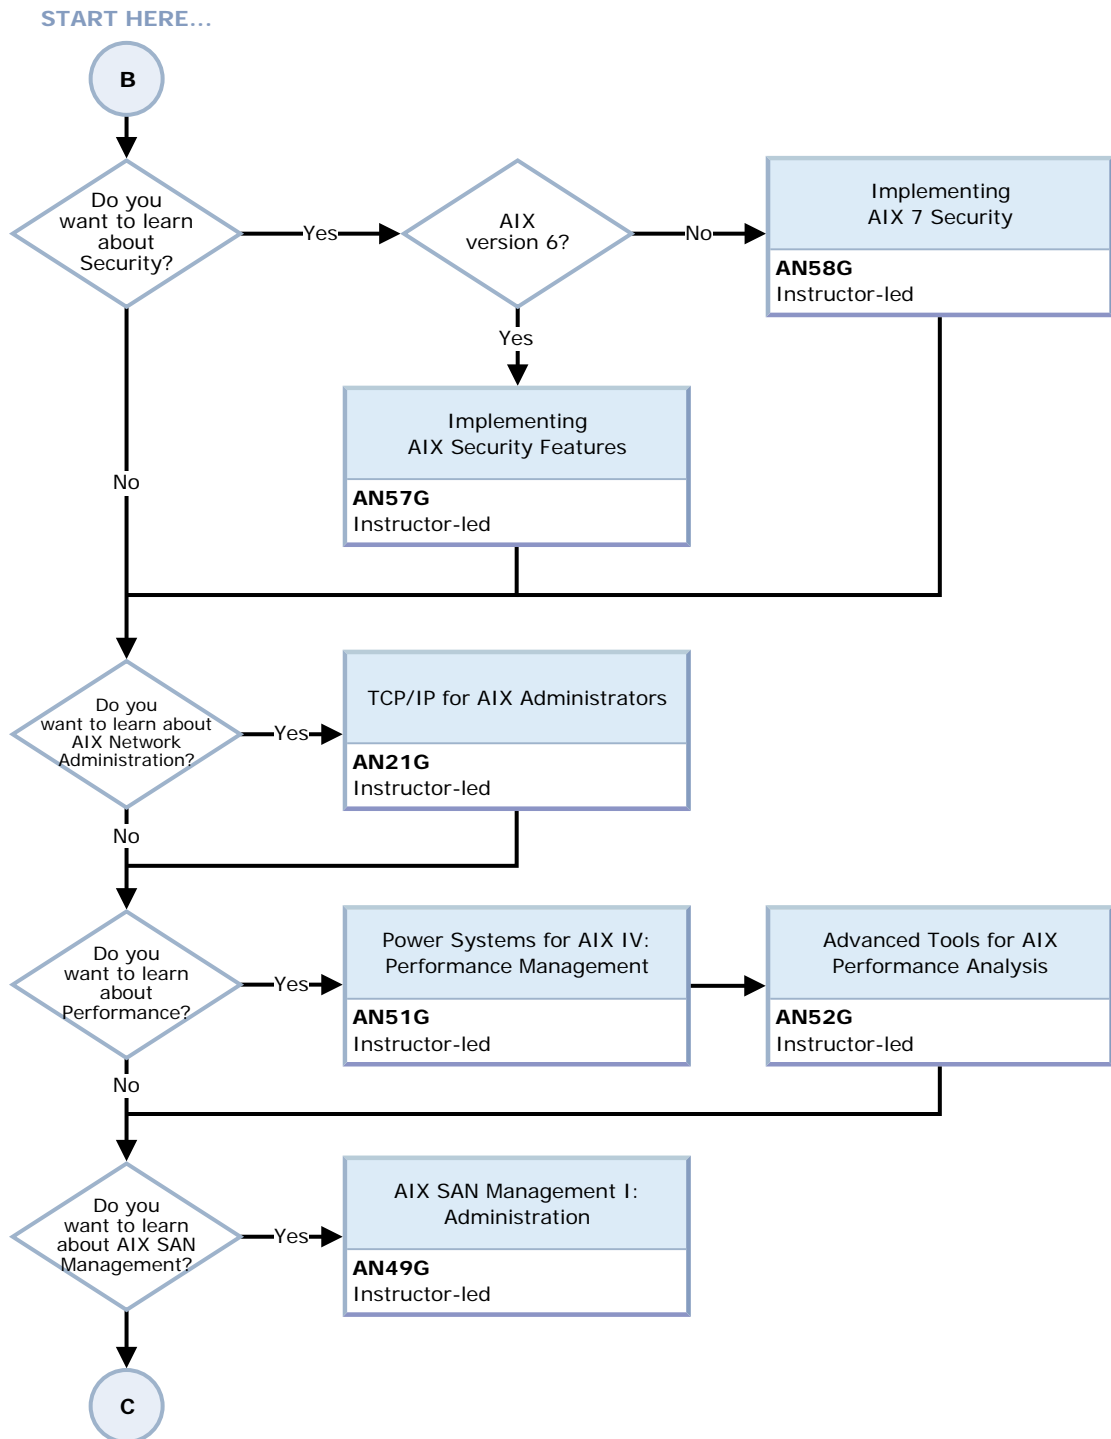 START HERE...
B
Do you
want to learn
about
Security?
Yes
AIX
version 6?
No
Implementing
AIX 7 Security
AN58G
Instructor-led
Yes
Implementing
AIX Security Features
AN57G
Instructor-led
No
Do you
want to learn about
AIX Network
Administration?
Yes
TCP/IP for AIX Administrators
AN21G
Instructor-led
No
Do you
want to learn
about
Performance?
Yes
Power Systems for AIX IV:
Performance Management
AN51G
Instructor-led
Advanced Tools for AIX
Performance Analysis
AN52G
Instructor-led
No
Do you
want to learn
about AIX SAN
Management?
Yes
AIX SAN Management I:
Administration
AN49G
Instructor-led
C